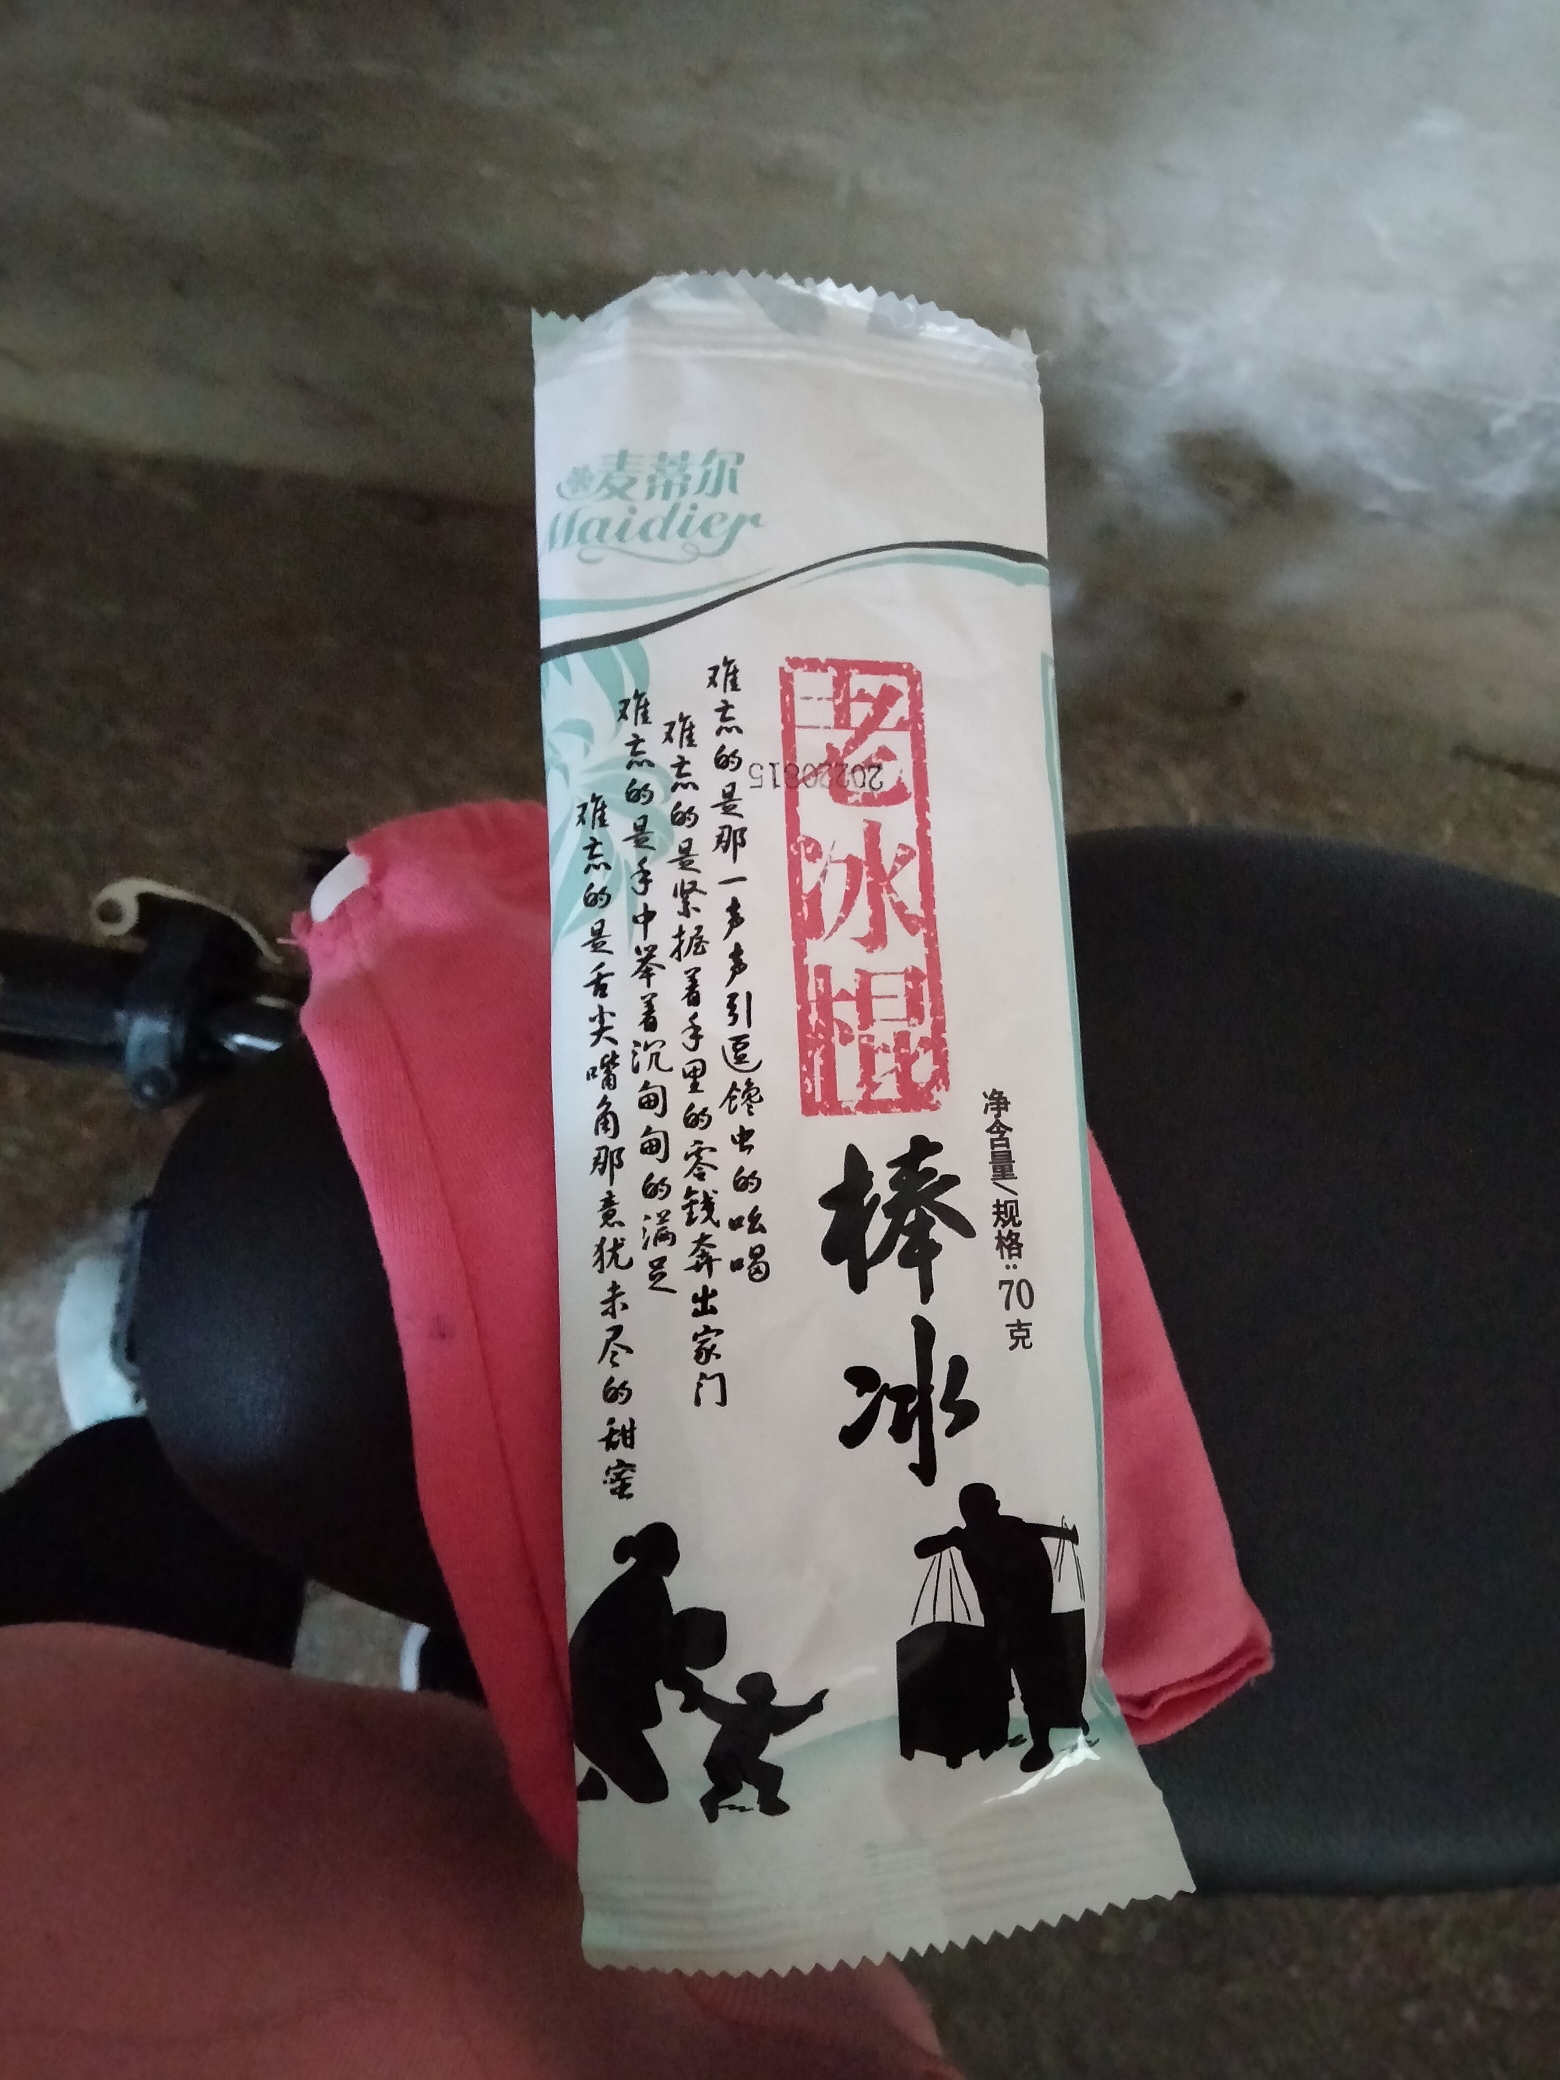 麦蒂尔
Maidier
老冰棍
20220815
难忘的是那一声声引逗馋虫的吆喝
难忘的是紧握着手里的零钱奔出家门
难忘的是手中举着沉甸甸的满足
难忘的是舌尖嘴角那意犹未尽的甜蜜
净含量/规格:70克
棒冰